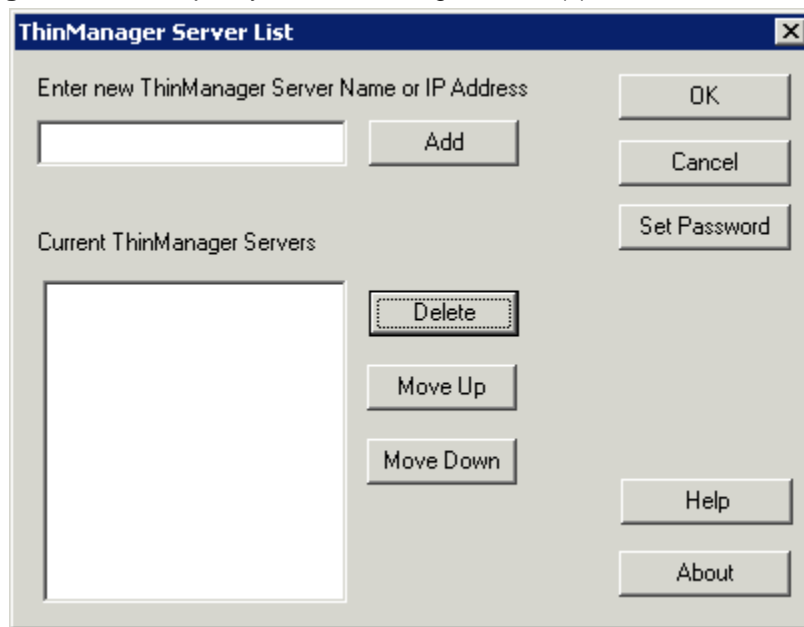 ThinManager Server List
Enter new ThinManager Server Name or IP Address
OK
Add
Cancel
Set Password
Current ThinManager Servers
Delete
Move Up
Move Down
Help
About